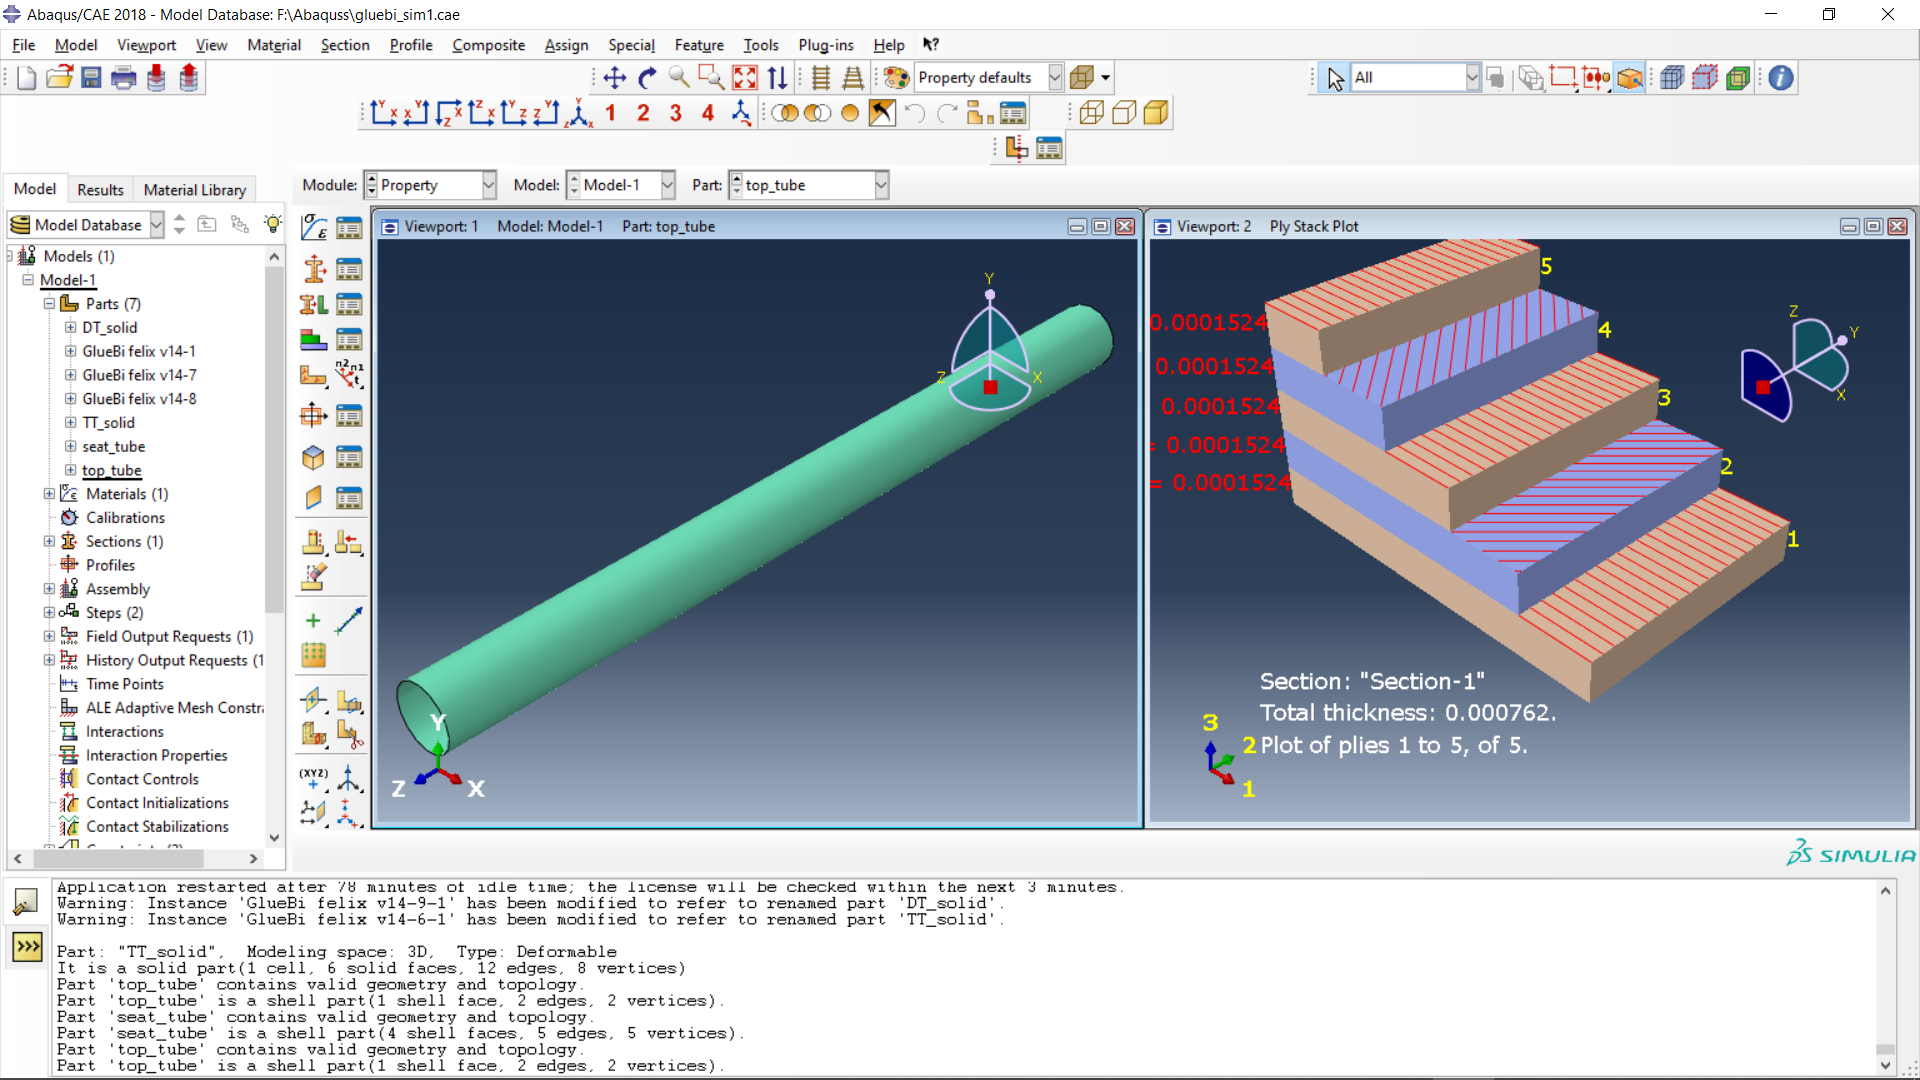 Abaqus/CAE 2018 - Model Database: F:\Abaquss\gluebi_sim1.cae
File Model Viewport View Material Section Profile Composite Assign Special Feature Tools Plug-ins Help
Property defaults
All
1 2 3 4
Model Results Material Library
Module: Property Model: Model-1 Part: top_tube
Model Database
Models (1)
Model-1
Parts (7)
DT_solid
GlueBi felix v14-1
GlueBi felix v14-7
GlueBi felix v14-8
TT_solid
seat_tube
top_tube
Materials (1)
Calibrations
Sections (1)
Profiles
Assembly
Steps (2)
Field Output Requests (1)
History Output Requests (1
Time Points
ALE Adaptive Mesh Constra
Interactions
Interaction Properties
Contact Controls
Contact Initializations
Contact Stabilizations
Viewport: 1 Model: Model-1 Part: top_tube
Y
Z
X
Y
Z
X
Viewport: 2 Ply Stack Plot
5
0.0001524
4
0.0001524
3
0.0001524
= 0.0001524
2
= 0.0001524
1
Z
Y
X
Section: "Section-1"
Total thickness: 0.000762.
Plot of plies 1 to 5, of 5.
3
2
1
SIMULIA
Application restarted after 78 minutes of idle time; the license will be checked within the next 3 minutes.
Warning: Instance 'GlueBi felix v14-9-1' has been modified to refer to renamed part 'DT_solid'.
Warning: Instance 'GlueBi felix v14-6-1' has been modified to refer to renamed part 'TT_solid'.
Part: "TT_solid", Modeling space: 3D, Type: Deformable
It is a solid part(1 cell, 6 solid faces, 12 edges, 8 vertices)
Part 'top_tube' contains valid geometry and topology.
Part 'top_tube' is a shell part(1 shell face, 2 edges, 2 vertices).
Part 'seat_tube' contains valid geometry and topology.
Part 'seat_tube' is a shell part(4 shell faces, 5 edges, 5 vertices).
Part 'top_tube' contains valid geometry and topology.
Part 'top_tube' is a shell part(1 shell face, 2 edges, 2 vertices).